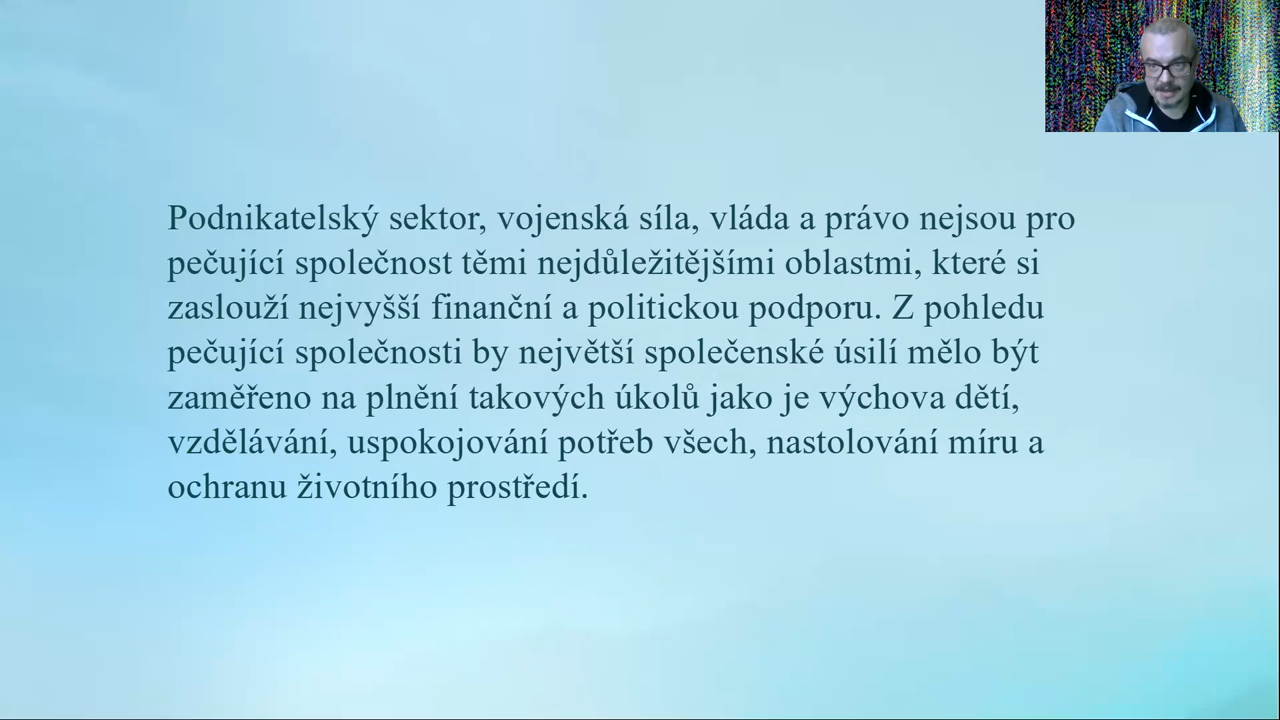 Podnikatelský sektor, vojenská síla, vláda a právo nejsou pro
pečující společnost těmi nejdůležitějšími oblastmi, které si
zaslouží nejvyšší finanční a politickou podporu. Z pohledu
pečující společnosti by největší společenské úsilí mělo být
zaměřeno na plnění takových úkolů jako je výchova dětí,
vzdělávání, uspokojování potřeb všech, nastolování míru a
ochranu životního prostředí.